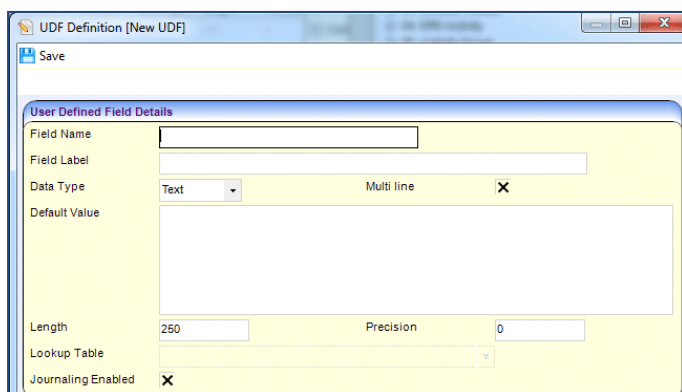 UDF Definition [New UDF]
Save
User Defined Field Details
Field Name
Field Label
Data Type Text Multi line
Default Value
Length 250 Precision 0
Lookup Table
Journaling Enabled